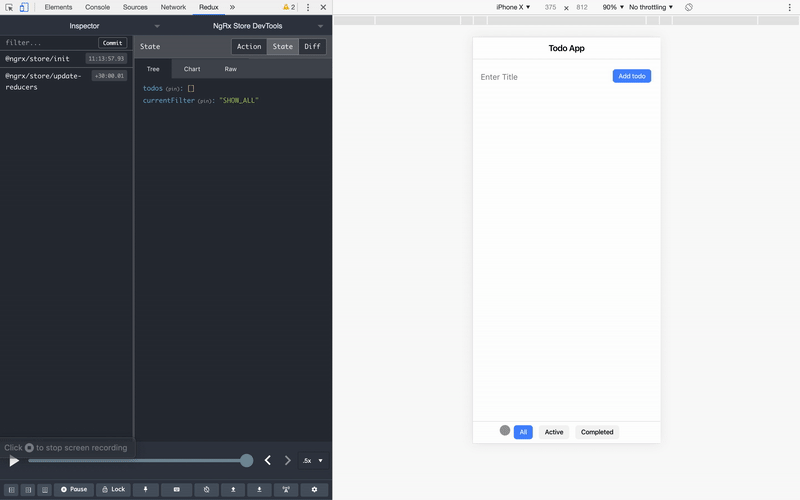 Elements Console Sources Network Redux » 2
Inspector NgRx Store DevTools
filter... Commit
@ngrx/store/init 11:13:57.93
@ngrx/store/update-
reducers +30:00.01
State Action State Diff
Tree Chart Raw
todos (pin): []
currentFilter (pin): "SHOW_ALL"
Click to stop screen recording
.5x
Pause Lock
iPhone X 375 × 812 90% No throttling
Todo App
Enter Title Add todo
All Active Completed